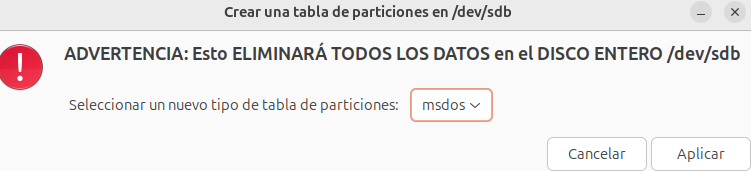 Crear una tabla de particiones en /dev/sdb
ADVERTENCIA: Esto ELIMINARÁ TODOS LOS DATOS en el DISCO ENTERO /dev/sdb
Seleccionar un nuevo tipo de tabla de particiones: msdos
Cancelar Aplicar